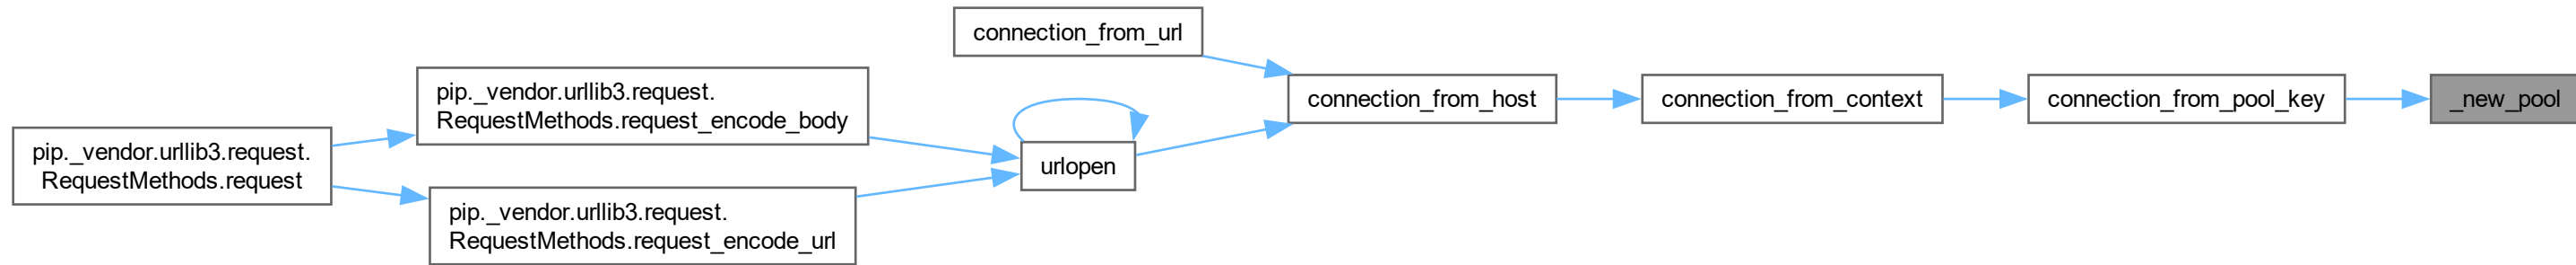 connection_from_url
pip._vendor.urllib3.request.
RequestMethods.request_encode_body
connection_from_host
connection_from_context
connection_from_pool_key
_new_pool
pip._vendor.urllib3.request.
RequestMethods.request
urlopen
pip._vendor.urllib3.request.
RequestMethods.request_encode_url